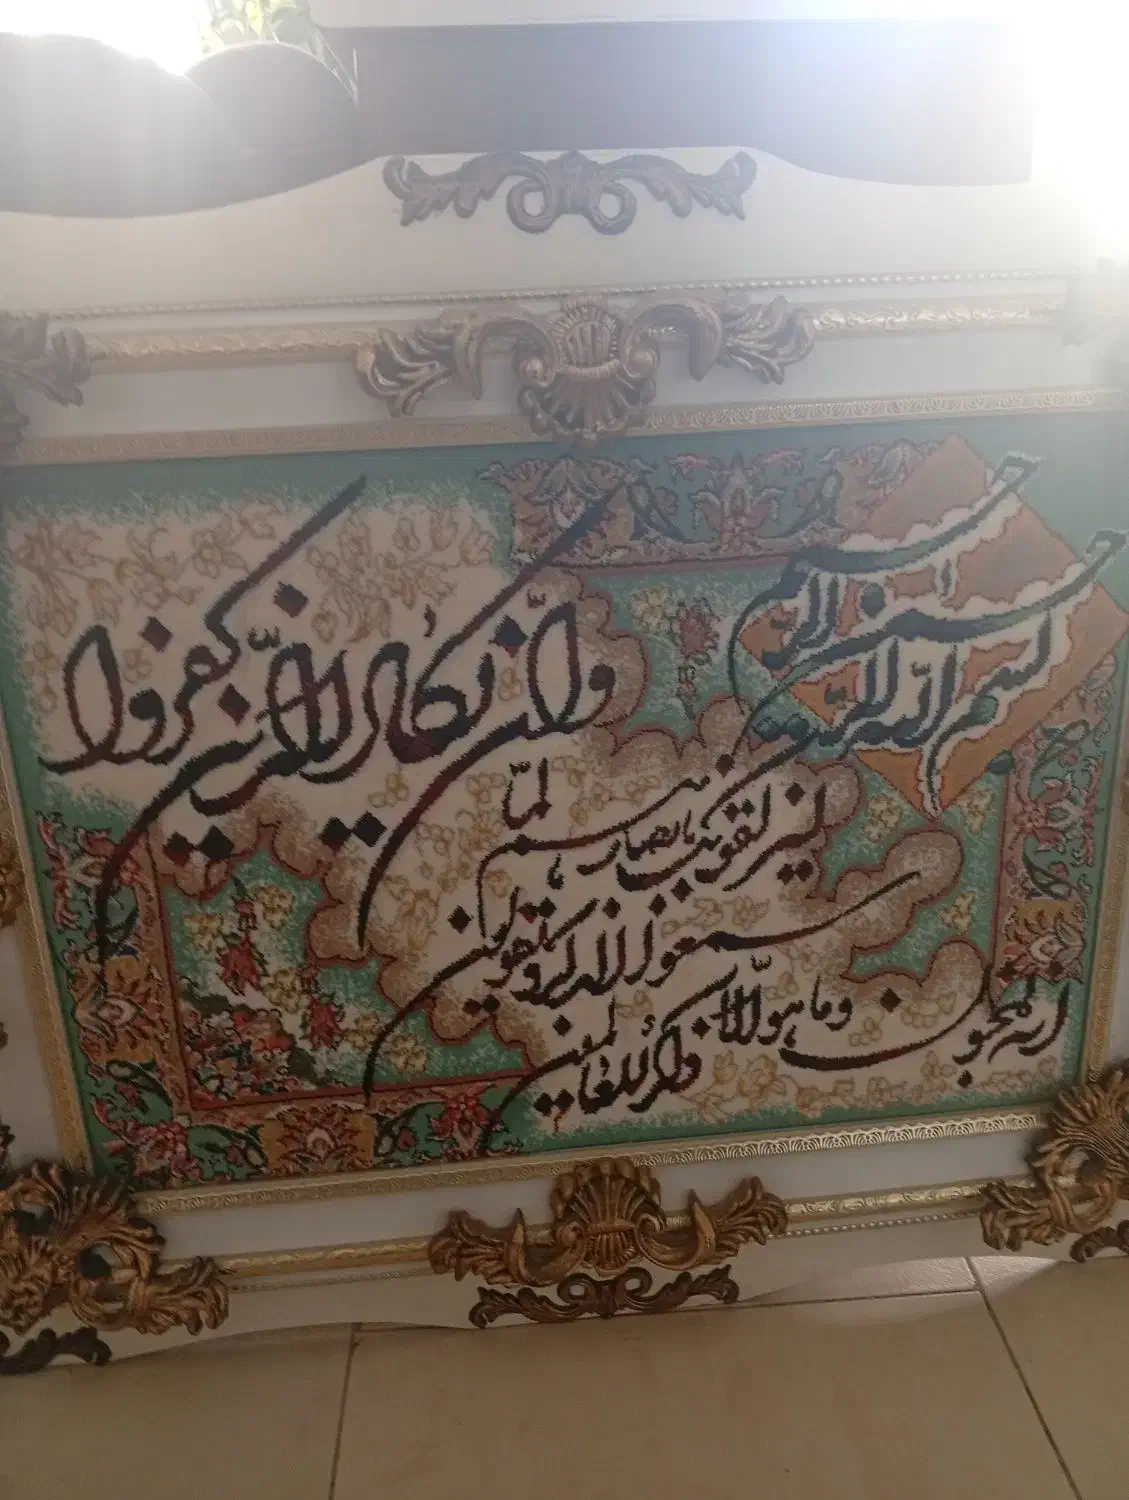 بسم الله الرحمن الرحیم
وان یکاد الذین کفروا
لیزلقونک بابصارهم لما
سمعوا الذکر ویقولون
انه لمجنون وما هو الا
ذکر للعالمین